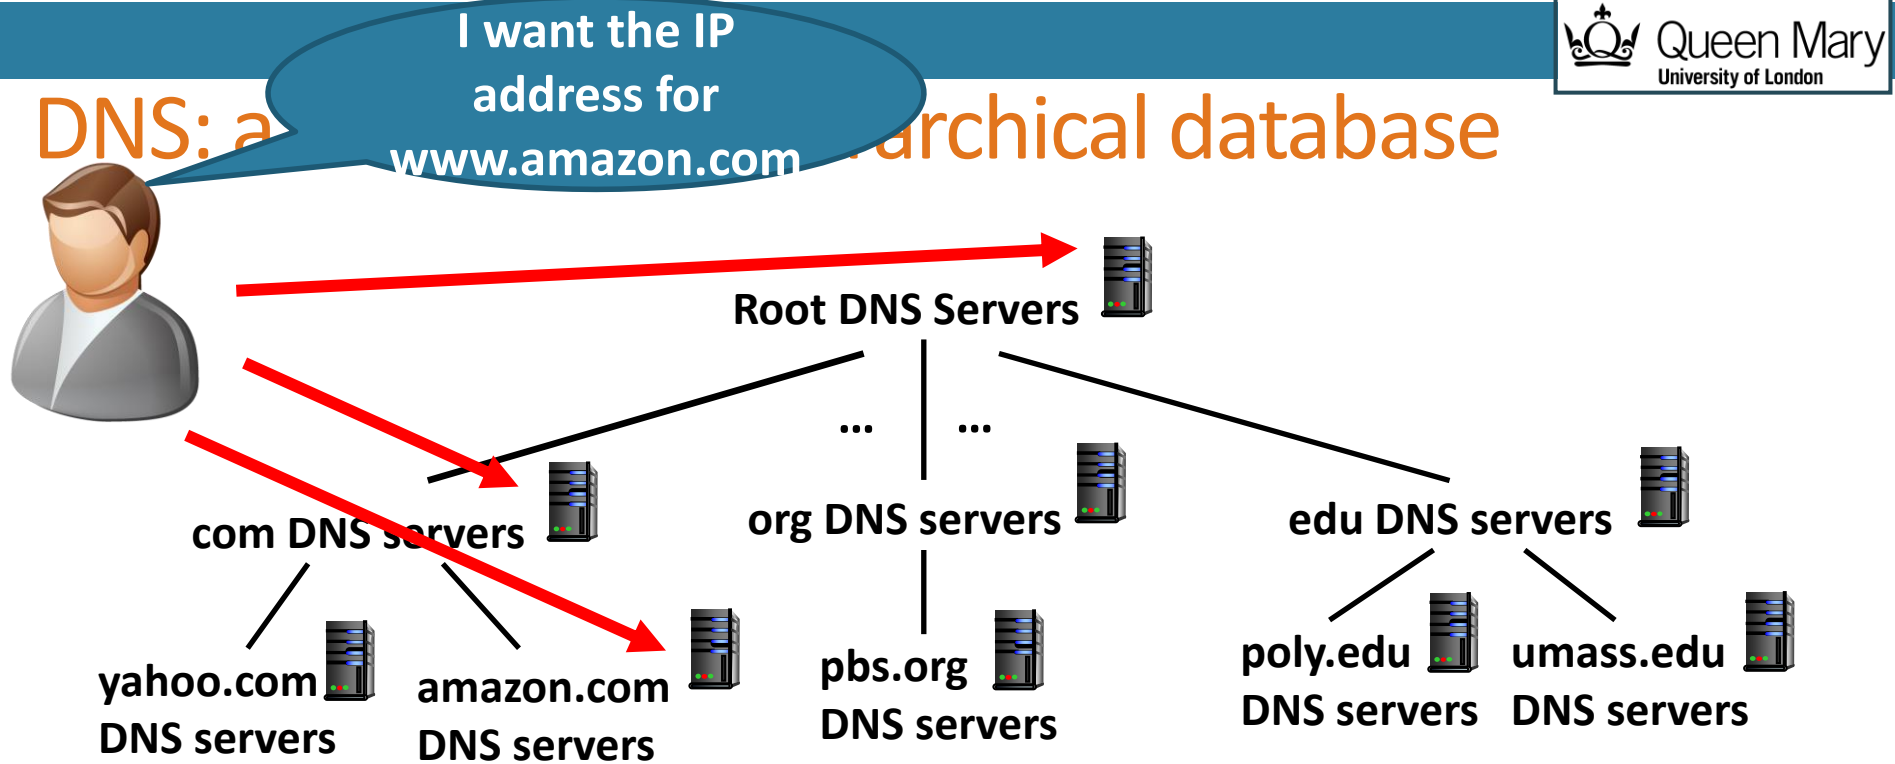 I want the IP
address for
www.amazon.com
Queen Mary
University of London
DNS: a
archical database
Root DNS Servers
... ...
com DNS servers
org DNS servers
edu DNS servers
yahoo.com
DNS servers
amazon.com
DNS servers
pbs.org
DNS servers
poly.edu
DNS servers
umass.edu
DNS servers